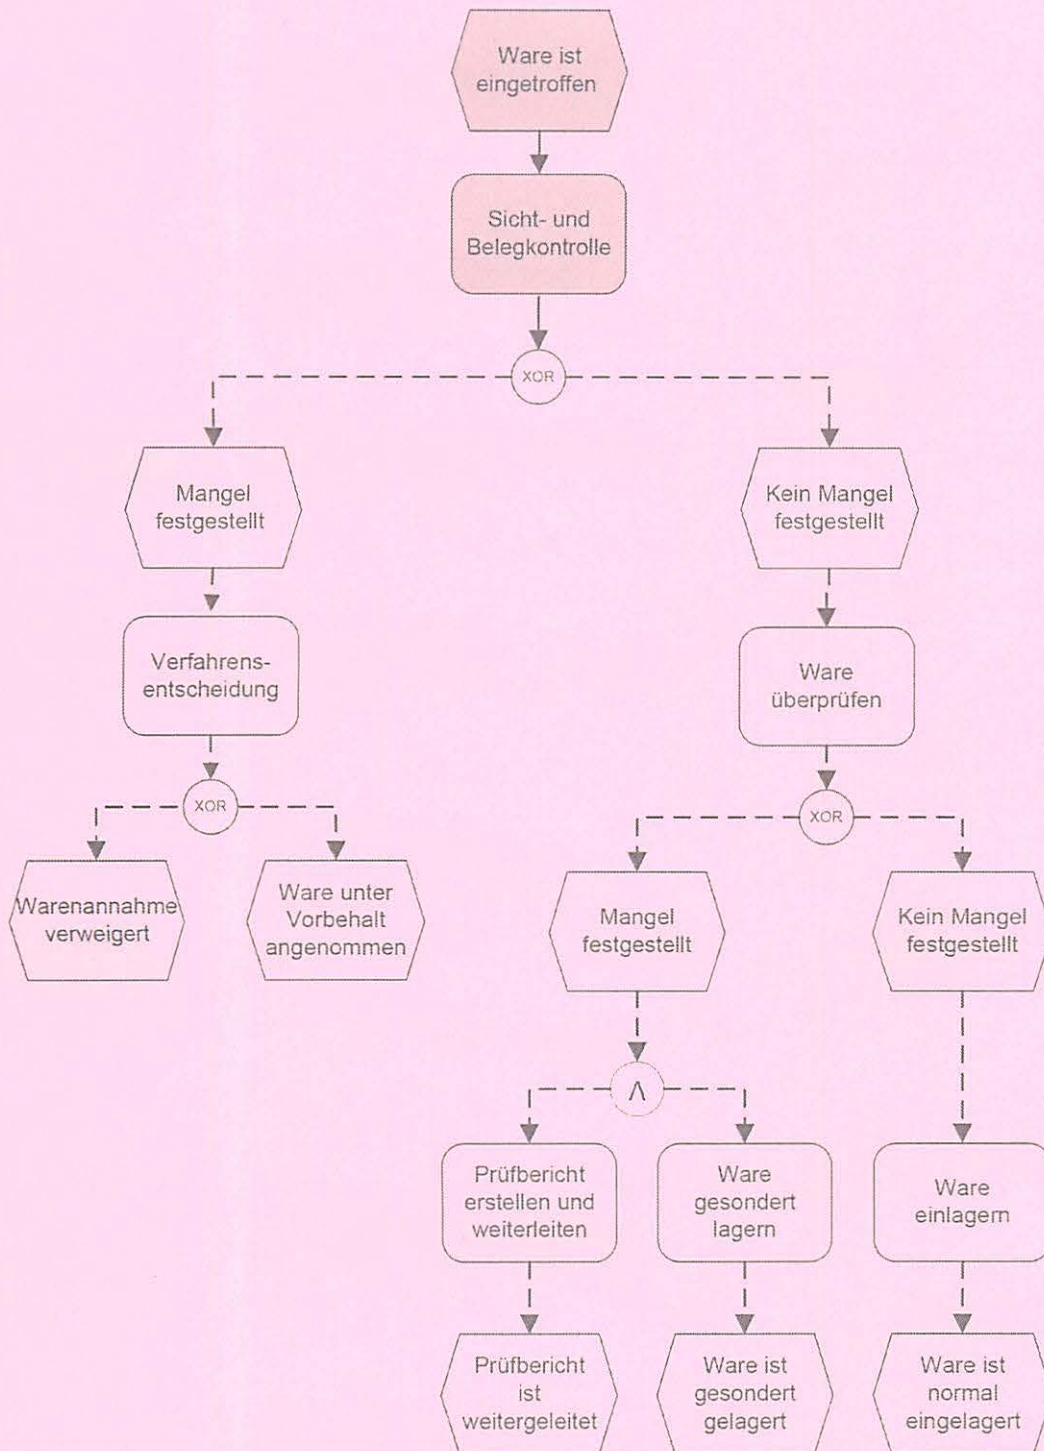 Ware ist
eingetroffen
Sicht- und
Belegkontrolle
XOR
Mangel
festgestellt
Kein Mangel
festgestellt
Verfahrens-
entscheidung
Ware
überprüfen
XOR
XOR
Warenannahme
verweigert
Ware unter
Vorbehalt
angenommen
Mangel
festgestellt
Kein Mangel
festgestellt
Λ
Prüfbericht
erstellen und
weiterleiten
Ware
gesondert
lagern
Ware
einlagern
Prüfbericht
ist
weitergeleitet
Ware ist
gesondert
gelagert
Ware ist
normal
eingelagert